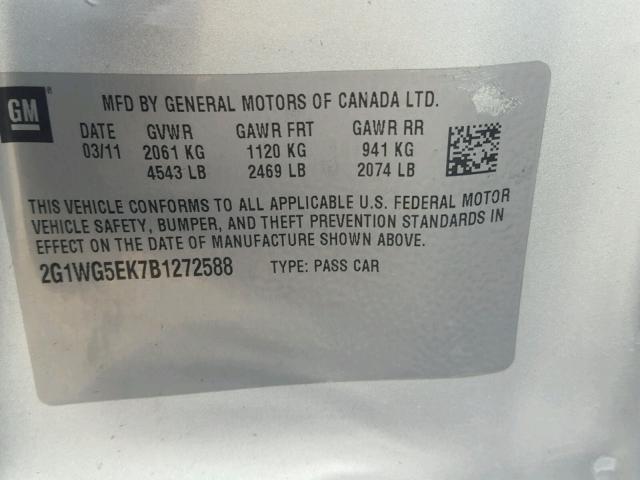 GM
MFD BY GENERAL MOTORS OF CANADA LTD.
DATE GVWR GAWR FRT GAWR RR
03/11 2061 KG 1120 KG 941 KG
4543 LB 2469 LB 2074 LB
THIS VEHICLE CONFORMS TO ALL APPLICABLE U.S. FEDERAL MOTOR
VEHICLE SAFETY, BUMPER, AND THEFT PREVENTION STANDARDS IN
EFFECT ON THE DATE OF MANUFACTURE SHOWN ABOVE.
2G1WG5EK7B1272588 TYPE: PASS CAR